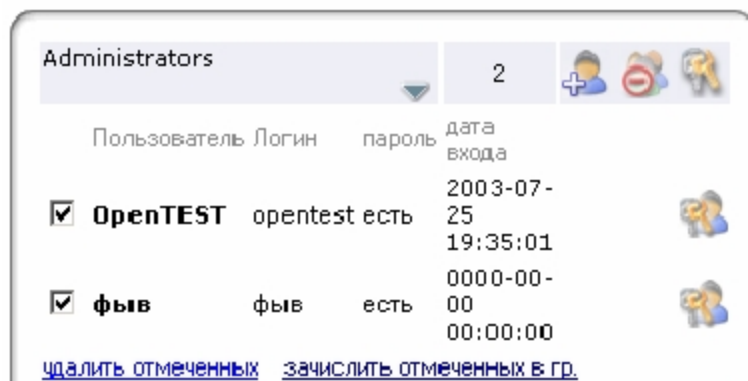 Administrators 2
Пользователь Логин пароль дата входа
OpenTEST opentest есть 2003-07-25 19:35:01
фыв фыв есть 0000-00-00 00:00:00
удалить отмеченных зачислить отмеченных в гр.